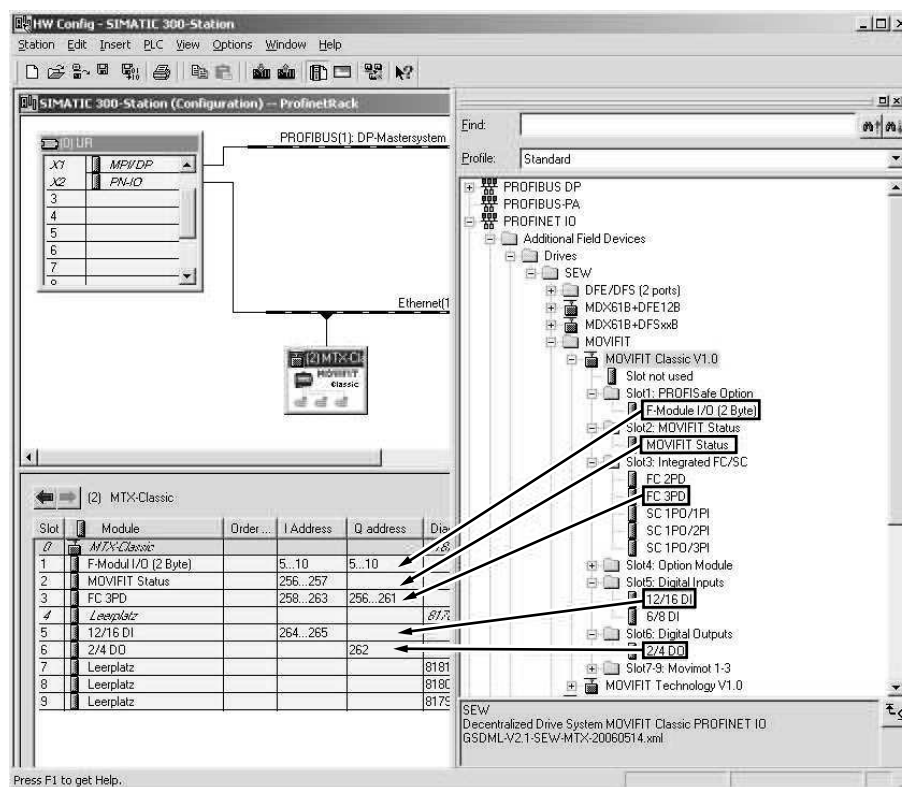 HW Config - SIMATIC 300-Station
Station Edit Insert PLC View Options Window Help
SIMATIC 300-Station (Configuration) -- ProfinetRack
(0) UR
X1 MPI/DP
X2 PN-IO
3
4
5
6
7
PROFIBUS(1): DP-Mastersystem
Ethernet(1
(2) MTX-Cl
MOVIFIT
Classic
(2) MTX-Classic
Slot Module Order ... I Address Q address Dia
0 MTX-Classic
1 F-Modul I/O (2 Byte) 5...10 5...10
2 MOVIFIT Status 256...257
3 FC 3PD 258...263 256...261
4 Leerplatz 817
5 12/16 DI 264...265
6 2/4 DO 262
7 Leerplatz 8181
8 Leerplatz 8180
9 Leerplatz 8179
Find:
Profile: Standard
PROFIBUS DP
PROFIBUS-PA
PROFINET IO
Additional Field Devices
Drives
SEW
DFE/DFS (2 ports)
MDX61B+DFE12B
MDX61B+DFSxxB
MOVIFIT
MOVIFIT Classic V1.0
Slot not used
Slot1: PROFISafe Option
F-Module I/O (2 Byte)
Slot2: MOVIFIT Status
MOVIFIT Status
Slot3: Integrated FC/SC
FC 2PD
FC 3PD
SC 1PO/1PI
SC 1PO/2PI
SC 1PO/3PI
Slot4: Option Module
Slot5: Digital Inputs
12/16 DI
6/8 DI
Slot6: Digital Outputs
2/4 DO
Slot7-9: Movimot 1-3
MOVIFIT Technology V1.0
SEW
Decentralized Drive System MOVIFIT Classic PROFINET IO
GSDML-V2.1-SEW-MTX-20060514.xml
Press F1 to get Help.